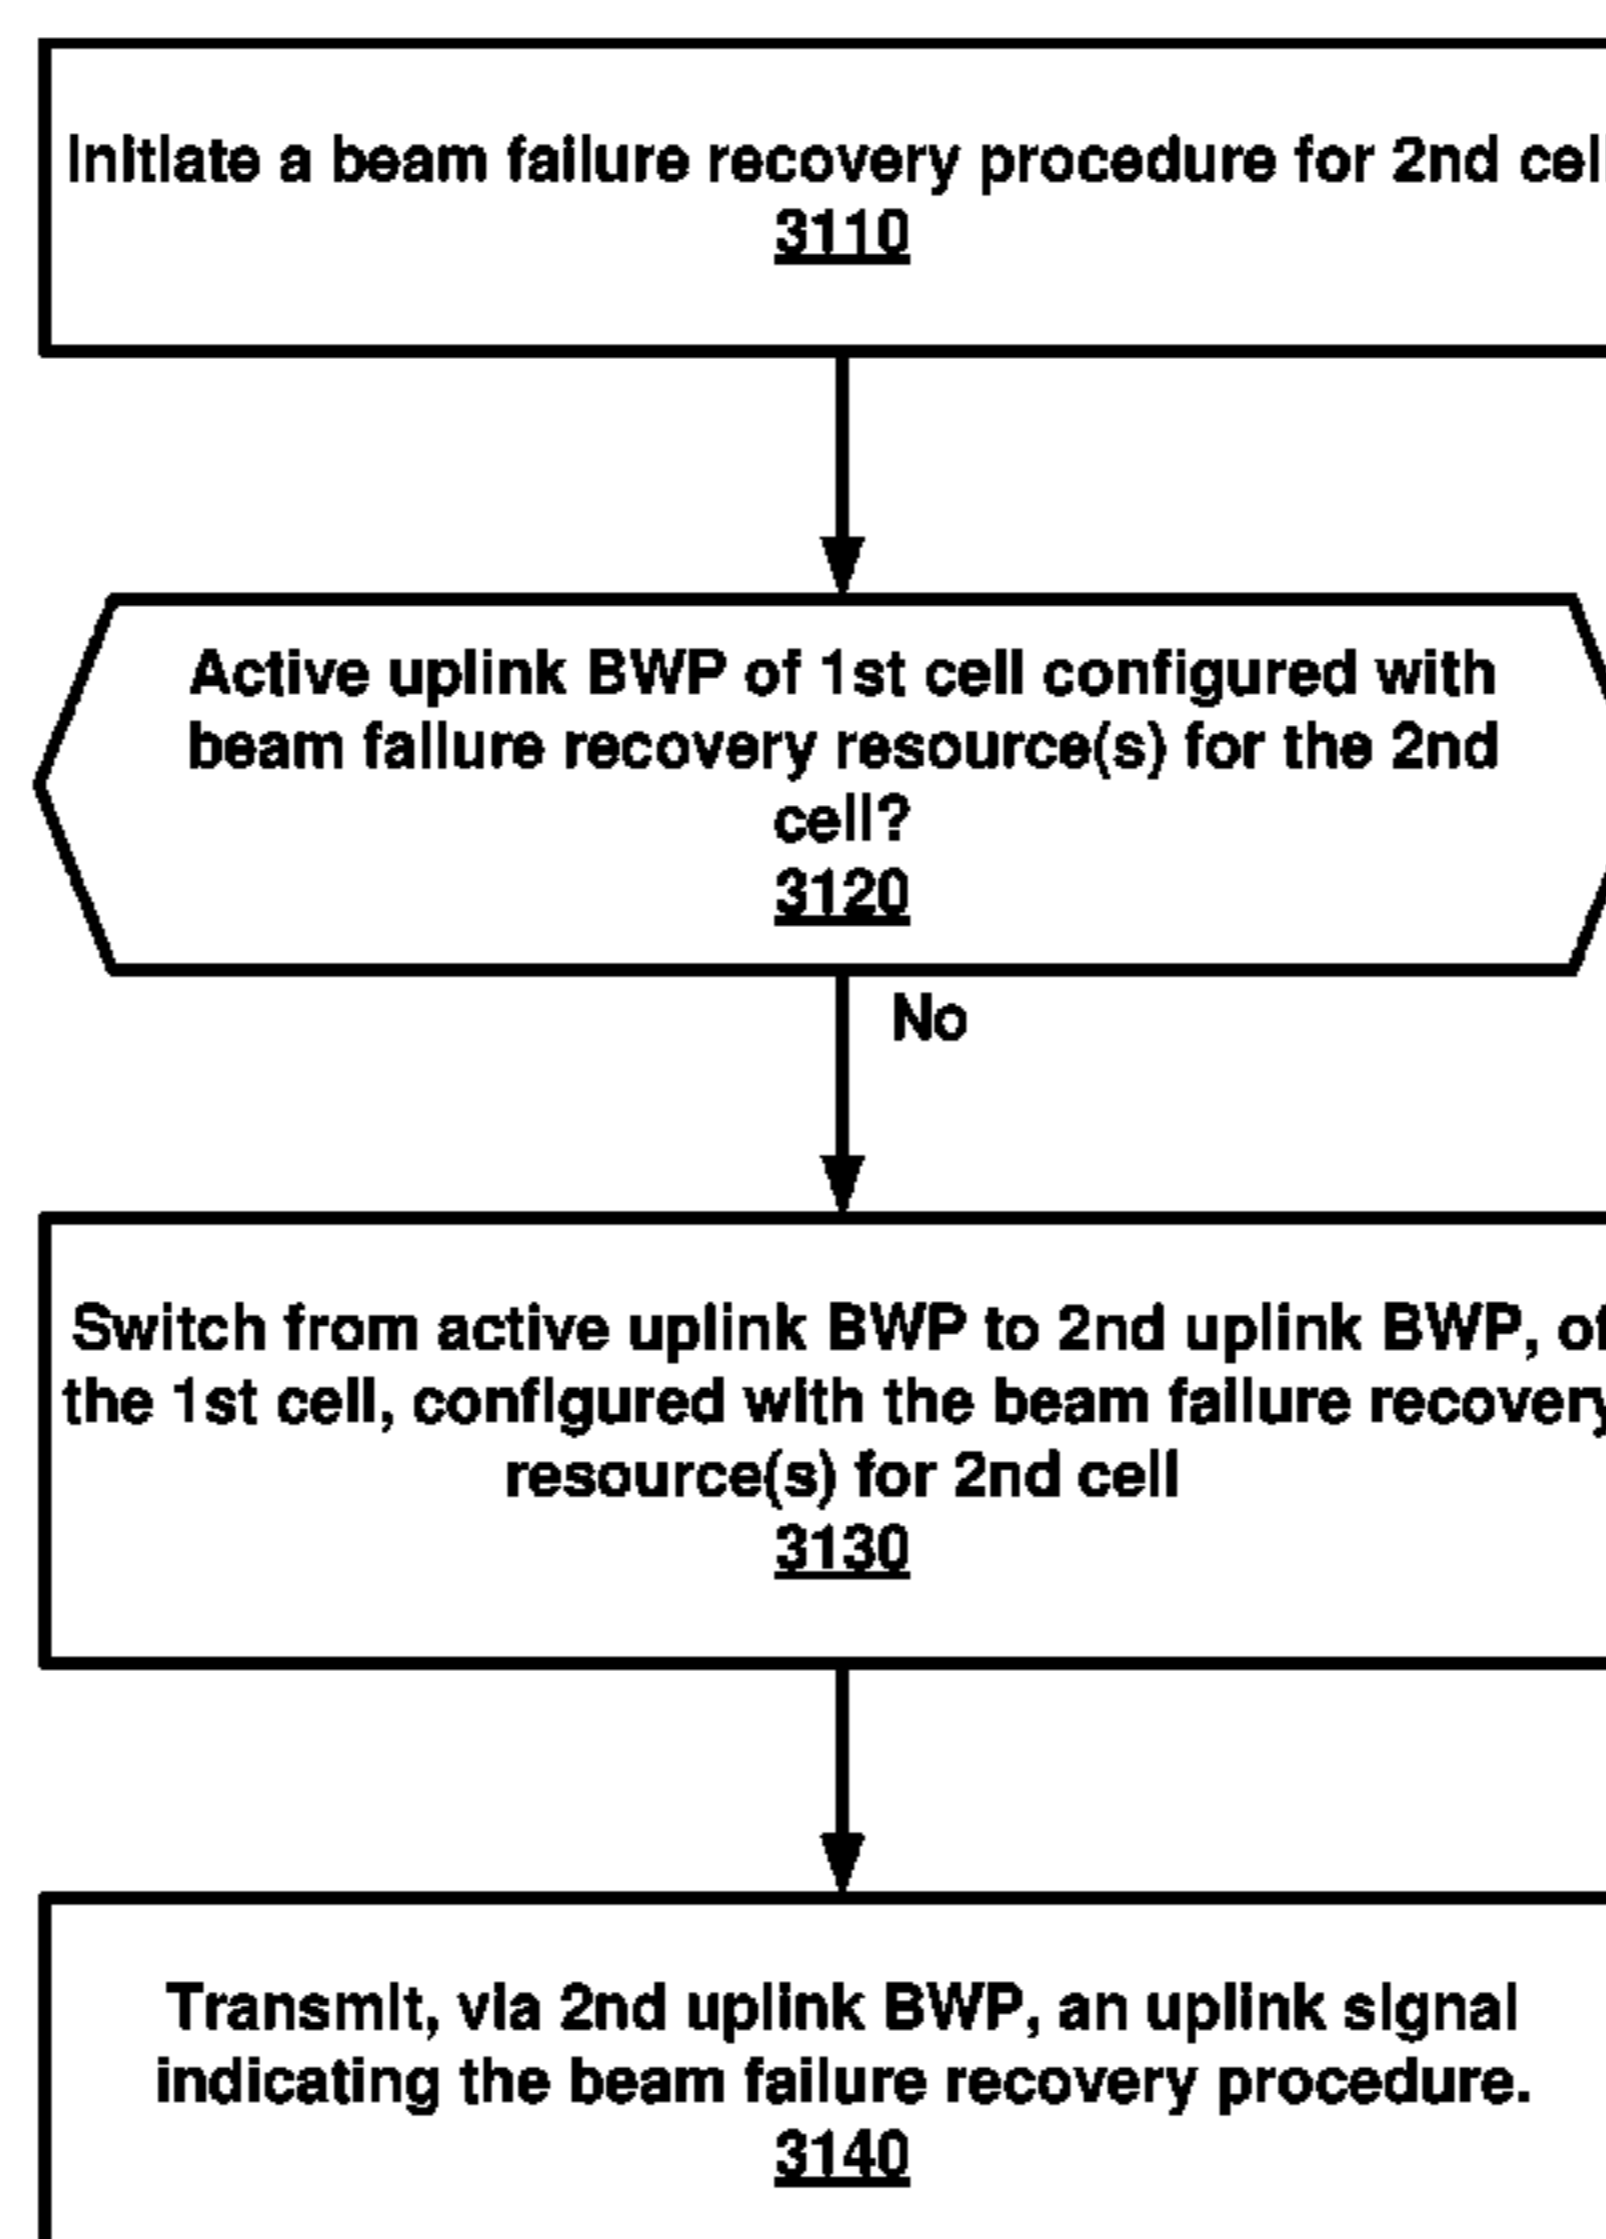 Initiate a beam failure recovery procedure for 2nd cell
3110
Active uplink BWP of 1st cell configured with
beam failure recovery resource(s) for the 2nd
cell?
3120
No
Switch from active uplink BWP to 2nd uplink BWP, of
the 1st cell, configured with the beam failure recovery
resource(s) for 2nd cell
3130
Transmit, via 2nd uplink BWP, an uplink signal
indicating the beam failure recovery procedure.
3140